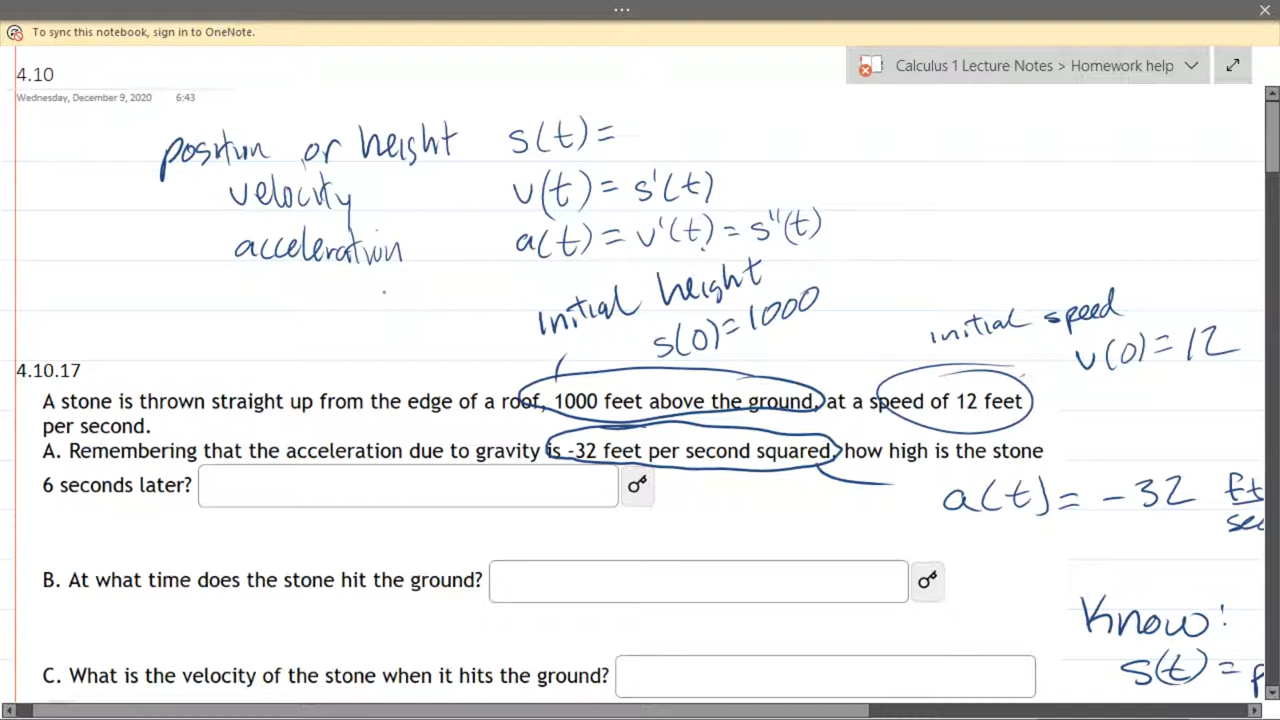 To sync this notebook, sign in to OneNote.
Calculus 1 Lecture Notes > Homework help
4.10
Wednesday, December 9, 2020 6:43
position or height s(t) =
velocity v(t) = s'(t)
acceleration a(t) = v'(t) = s''(t)
initial height
s(0) = 1000
initial speed
v(0) = 12
4.10.17
A stone is thrown straight up from the edge of a roof, 1000 feet above the ground, at a speed of 12 feet
per second.
A. Remembering that the acceleration due to gravity is -32 feet per second squared, how high is the stone
6 seconds later?
a(t) = -32 ft
B. At what time does the stone hit the ground?
Know:
C. What is the velocity of the stone when it hits the ground?
s(t) =